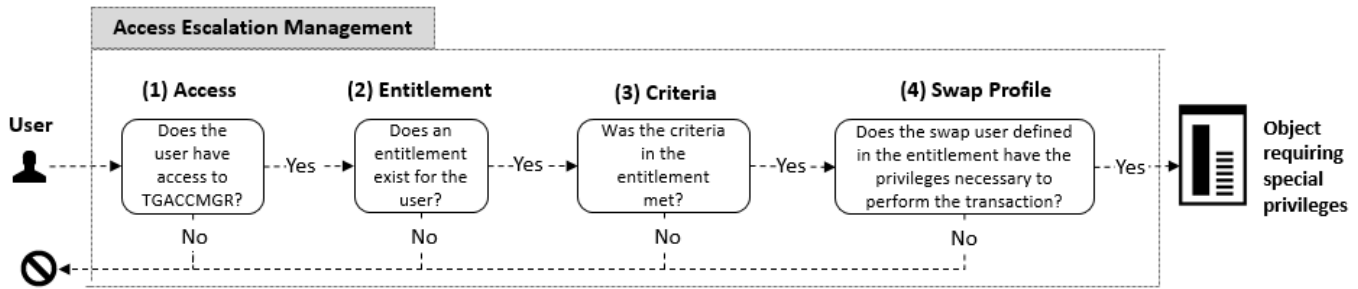 Access Escalation Management
(1) Access
(2) Entitlement
(3) Criteria
(4) Swap Profile
User
Does the
user have
access to
TGACCMGR?
Yes
Does an
entitlement
exist for the
user?
Yes
Was the criteria
in the
entitlement
met?
Yes
Does the swap user defined
in the entitlement have the
privileges necessary to
perform the transaction?
Yes
Object
requiring
special
privileges
No
No
No
No